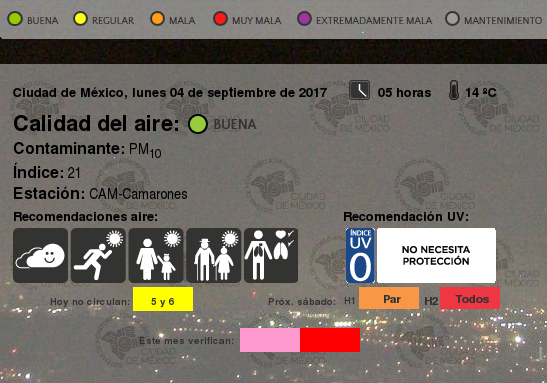 BUENA REGULAR MALA MUY MALA EXTREMADAMENTE MALA MANTENIMIENTO
Ciudad de México, lunes 04 de septiembre de 2017 05 horas 14 ºC
Calidad del aire: BUENA
Contaminante: PM10
Índice: 21
Estación: CAM-Camarones
Recomendaciones aire: Recomendación UV:
ÍNDICE
UV
0
NO NECESITA
PROTECCIÓN
Hoy no circulan: 5 y 6 Próx. sábado: H1 Par H2 Todos
Este mes verifican:
CIUDAD
DE MÉXICO